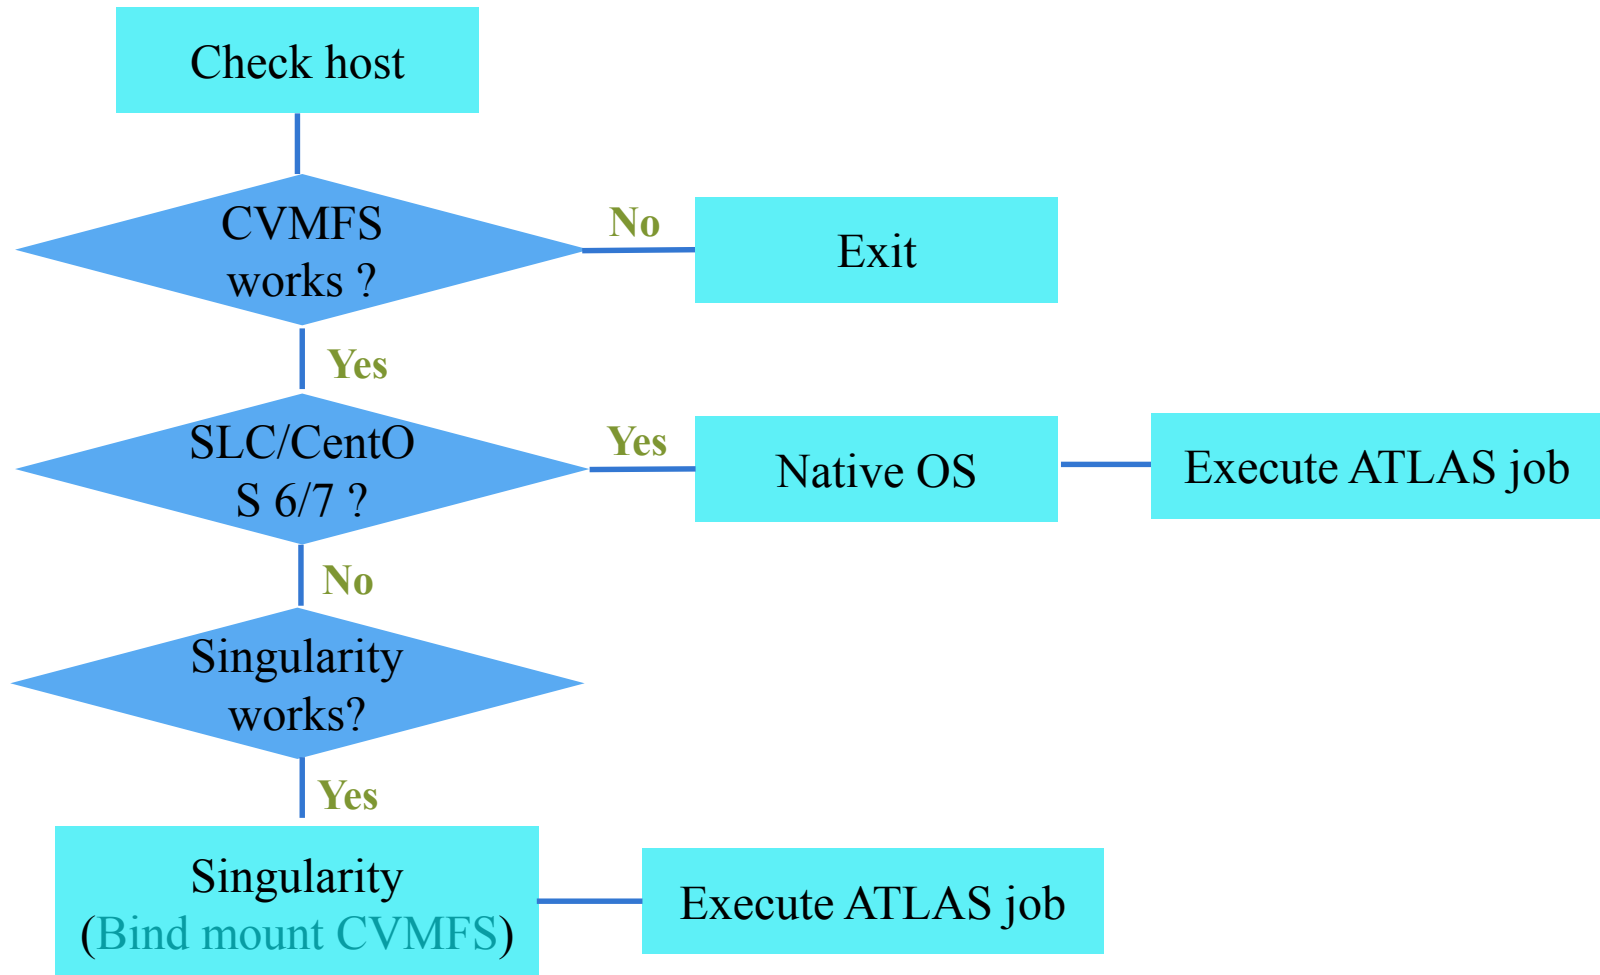 Check host
CVMFS
works ?
No
Exit
Yes
SLC/CentO
S 6/7 ?
Yes
Native OS
Execute ATLAS job
No
Singularity
works?
Yes
Singularity
(Bind mount CVMFS)
Execute ATLAS job